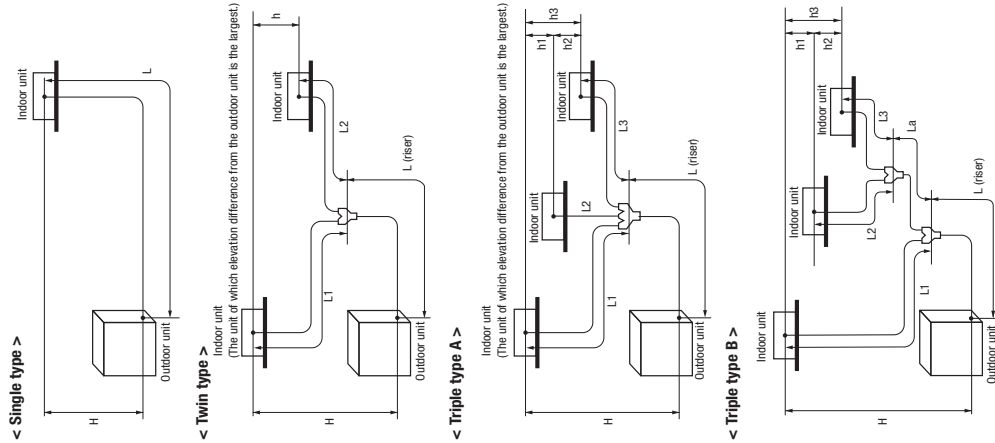 < Single type >
Indoor unit
L
H
Outdoor unit
< Twin type >
Indoor unit
(The unit of which elevation difference from the outdoor unit is the largest.)
h
Indoor unit
L2
L1
L (riser)
H
Outdoor unit
< Triple type A >
Indoor unit
(The unit of which elevation difference from the outdoor unit is the largest.)
h3
h1
h2
Indoor unit
Indoor unit
L2
L3
L1
L (riser)
H
Outdoor unit
< Triple type B >
Indoor unit
h3
h1
h2
Indoor unit
Indoor unit
L2
L3
La
L1
L (riser)
H
Outdoor unit